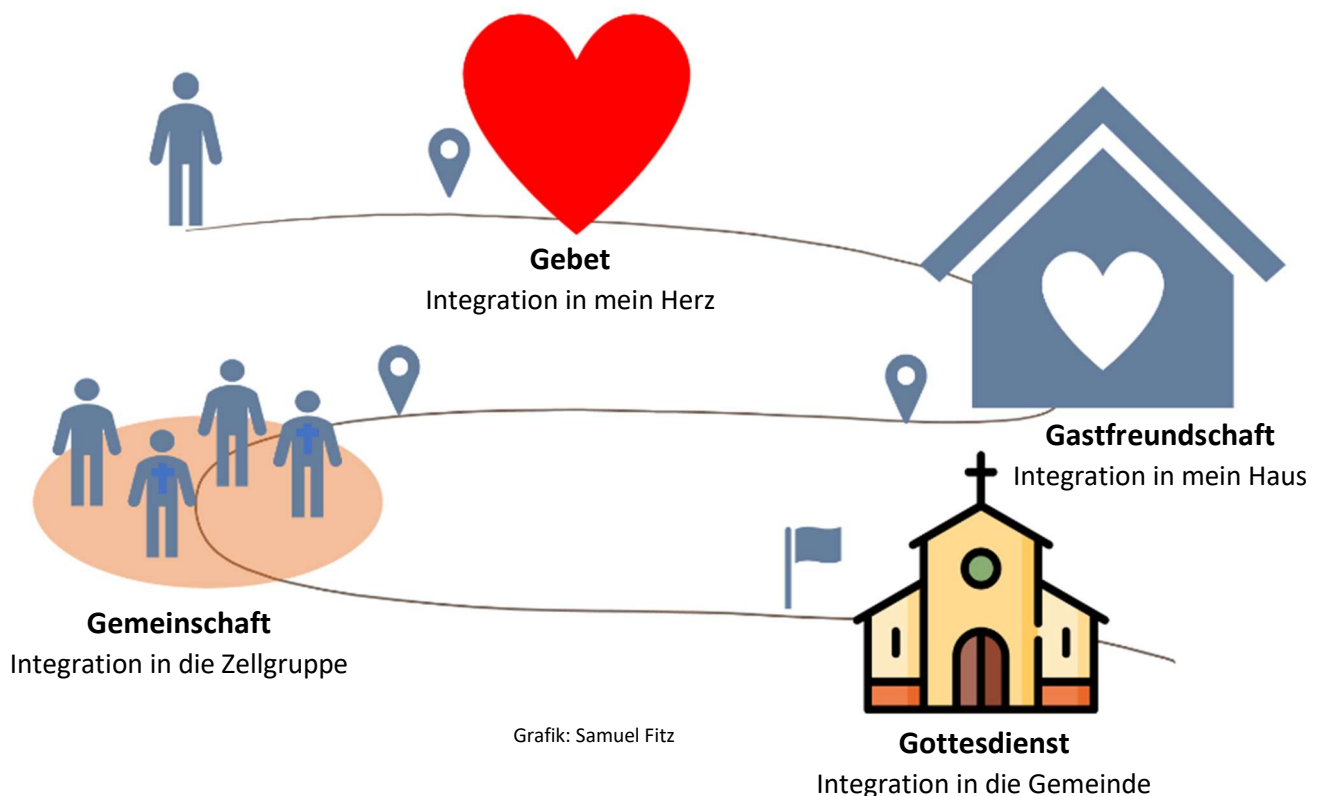 Gebet
Integration in mein Herz
Gastfreundschaft
Integration in mein Haus
Gemeinschaft
Integration in die Zellgruppe
Grafik: Samuel Fitz
Gottesdienst
Integration in die Gemeinde